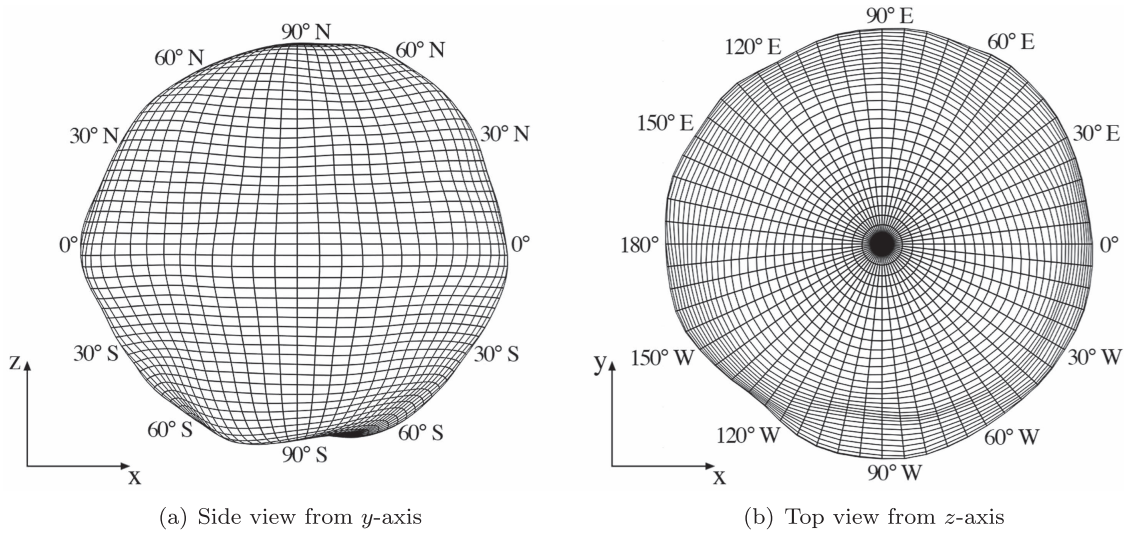 90° N
60° N
60° N
30° N
30° N
0°
0°
30° S
30° S
60° S
60° S
90° S
z
x
(a) Side view from y-axis
90° E
120° E
60° E
150° E
30° E
180°
0°
150° W
30° W
120° W
60° W
90° W
y
x
(b) Top view from z-axis